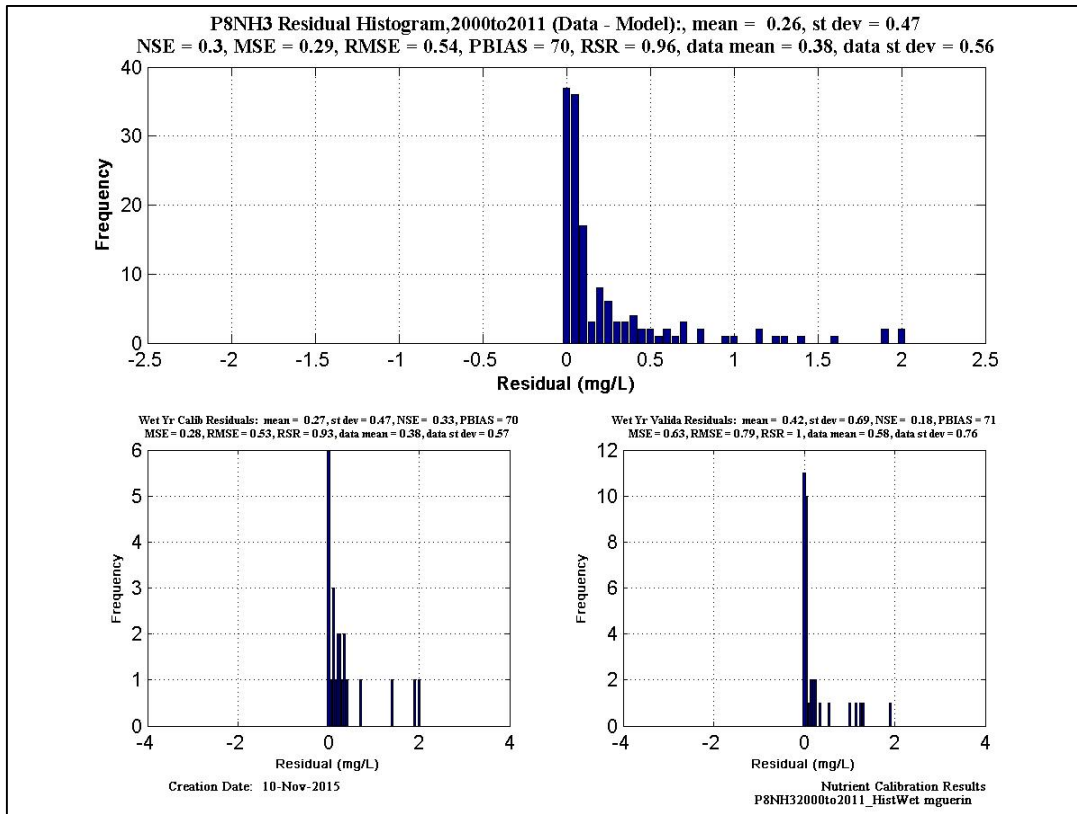 P8NH3 Residual Histogram,2000to2011 (Data - Model):, mean = 0.26, st dev = 0.47
NSE = 0.3, MSE = 0.29, RMSE = 0.54, PBIAS = 70, RSR = 0.96, data mean = 0.38, data st dev = 0.56
40
30
20
10
0
Frequency
-2.5 -2 -1.5 -1 -0.5 0 0.5 1 1.5 2 2.5
Residual (mg/L)
Wet Yr Calib Residuals: mean = 0.27, st dev = 0.47, NSE = 0.33, PBIAS = 70
MSE = 0.28, RMSE = 0.53, RSR = 0.93, data mean = 0.38, data st dev = 0.57
6
5
4
3
2
1
0
Frequency
-4 -2 0 2 4
Residual (mg/L)
Wet Yr Valida Residuals: mean = 0.42, st dev = 0.69, NSE = 0.18, PBIAS = 71
MSE = 0.63, RMSE = 0.79, RSR = 1, data mean = 0.58, data st dev = 0.76
12
10
8
6
4
2
0
Frequency
-4 -2 0 2 4
Residual (mg/L)
Creation Date: 10-Nov-2015
Nutrient Calibration Results
P8NH32000to2011_HistWet mguerin